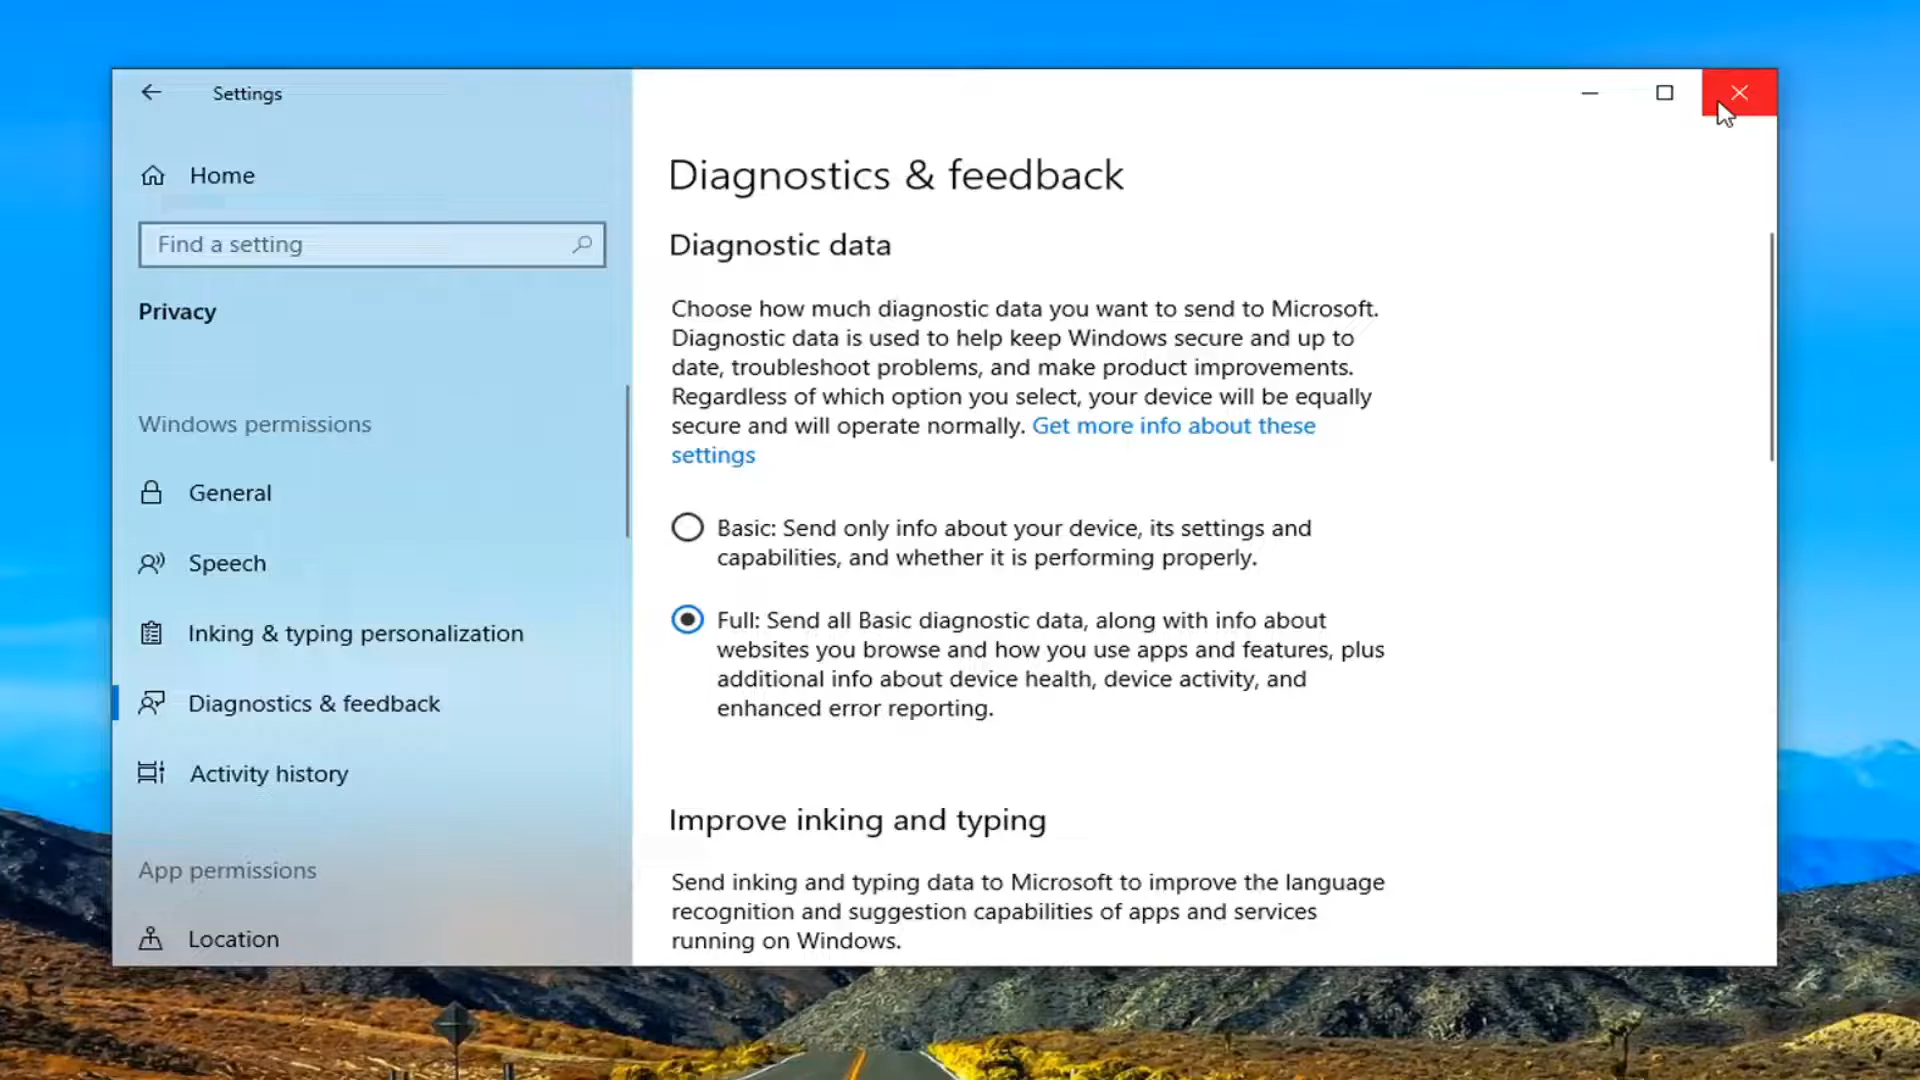 Settings
Home
Find a setting
Privacy
Windows permissions
General
Speech
Inking & typing personalization
Diagnostics & feedback
Activity history
App permissions
Location
Diagnostics & feedback
Diagnostic data
Choose how much diagnostic data you want to send to Microsoft.
Diagnostic data is used to help keep Windows secure and up to
date, troubleshoot problems, and make product improvements.
Regardless of which option you select, your device will be equally
secure and will operate normally. Get more info about these
settings
Basic: Send only info about your device, its settings and
capabilities, and whether it is performing properly.
Full: Send all Basic diagnostic data, along with info about
websites you browse and how you use apps and features, plus
additional info about device health, device activity, and
enhanced error reporting.
Improve inking and typing
Send inking and typing data to Microsoft to improve the language
recognition and suggestion capabilities of apps and services
running on Windows.